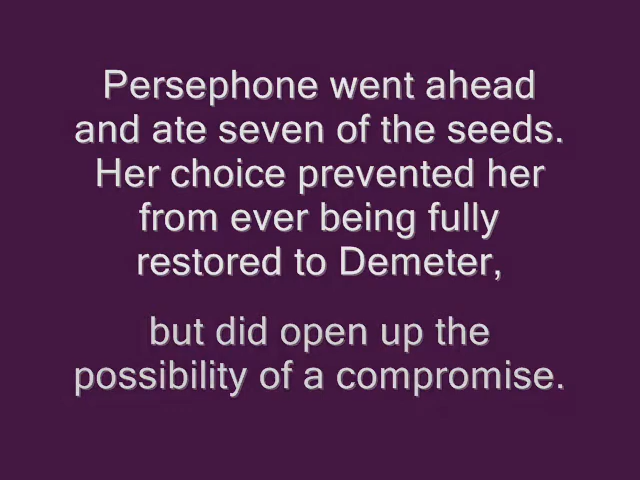 Persephone went ahead
and ate seven of the seeds.
Her choice prevented her
from ever being fully
restored to Demeter,
but did open up the
possibility of a compromise.